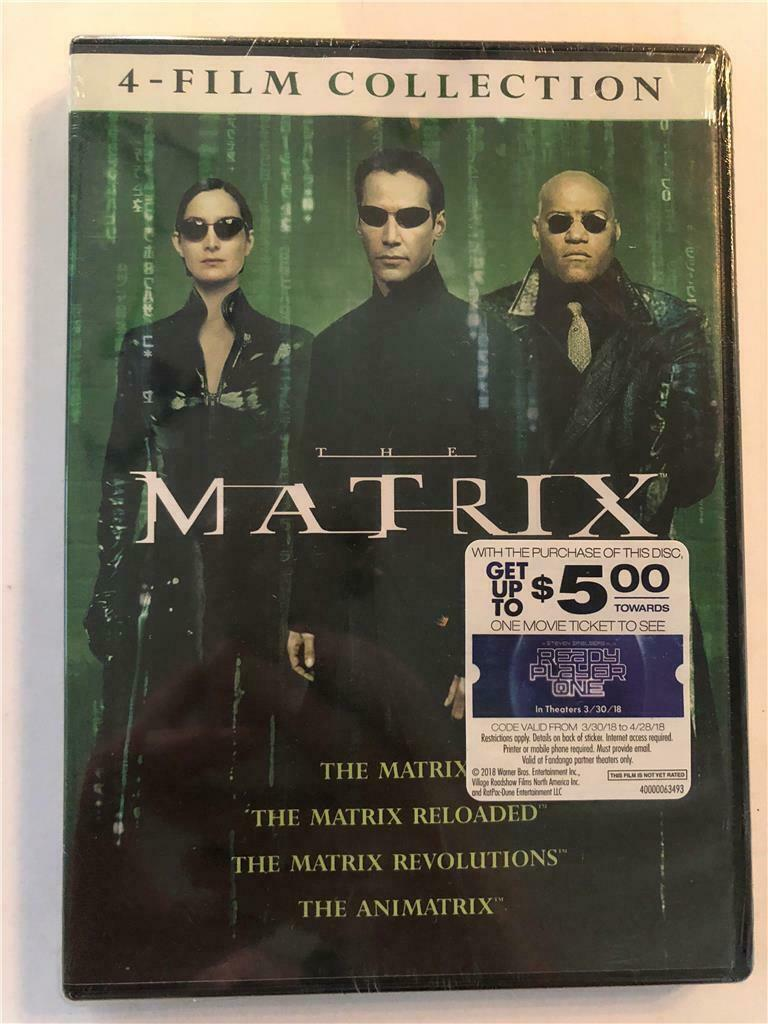 4-FILM COLLECTION
THE
MATRIX™
WITH THE PURCHASE OF THIS DISC,
GET
UP
TO
$5.00
TOWARDS
ONE MOVIE TICKET TO SEE
READY
PLAYER
ONE
In Theaters 3/30/18
CODE VALID FROM 3/30/18 to 4/28/18
Restrictions apply. Details on back of sticker. Internet access required.
Printer or mobile phone required. Must provide email.
Valid at Fandango partner theaters only.
© 2018 Warner Bros. Entertainment Inc.,
Village Roadshow Films North America Inc.
and RatPac-Dune Entertainment LLC
THIS FILM IS NOT YET RATED
40000063493
THE MATRIX
THE MATRIX RELOADED™
THE MATRIX REVOLUTIONS™
THE ANIMATRIX™